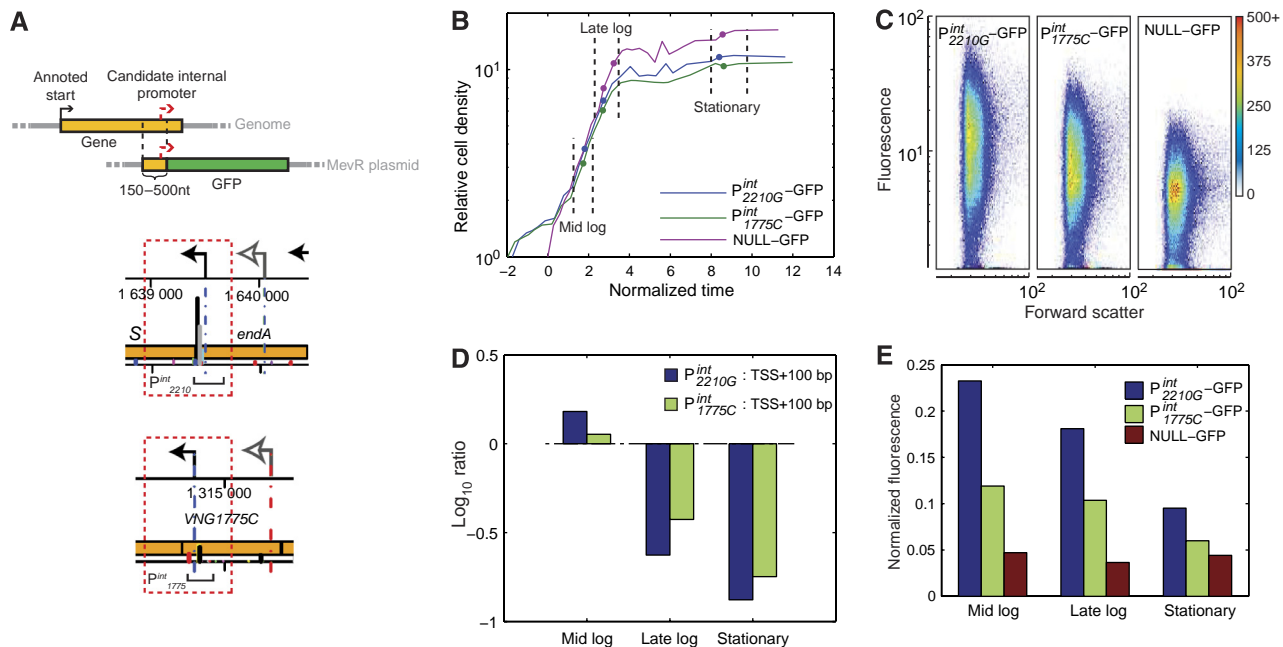 A
Annoted
start
Candidate internal
promoter
Genome
Gene
MevR plasmid
150–500nt
GFP
1 639 000
1 640 000
S
endA
P^int_2210
1 315 000
VNG1775C
P^int_1775
B
Relative cell density
10^1
10^0
Late log
Mid log
Stationary
P^int_2210G–GFP
P^int_1775C–GFP
NULL–GFP
−2 0 2 4 6 8 10 12 14
Normalized time
C
Fluorescence
10^2
10^1
P^int_2210G–GFP
P^int_1775C–GFP
NULL–GFP
10^2
10^2
10^2
Forward scatter
500+
375
250
125
0
D
Log10 ratio
0.5
0
−0.5
−1
P^int_2210G : TSS+100 bp
P^int_1775C : TSS+100 bp
Mid log
Late log
Stationary
E
Normalized fluorescence
0.25
0.2
0.15
0.1
0.05
0
P^int_2210G–GFP
P^int_1775C–GFP
NULL–GFP
Mid log
Late log
Stationary